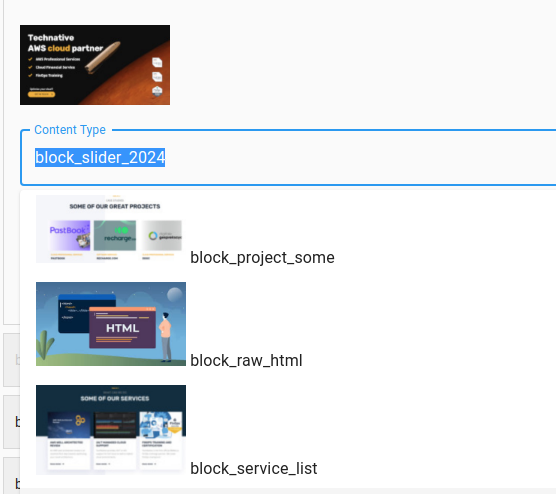 Technative
AWS cloud partner
AWS Professional Services
Cloud Financial Service
FinOps Training
Content Type
block_slider_2024
SOME OF OUR GREAT PROJECTS
PostBook
recharge
block_project_some
HTML
block_raw_html
SOME OF OUR SERVICES
block_service_list
b
b
b